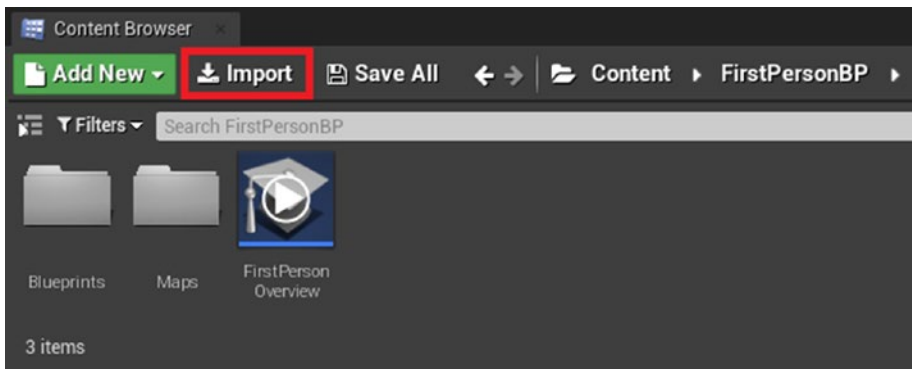 Content Browser
Add New Import Save All Content FirstPersonBP
Filters Search FirstPersonBP
Blueprints Maps FirstPerson
Overview
3 items